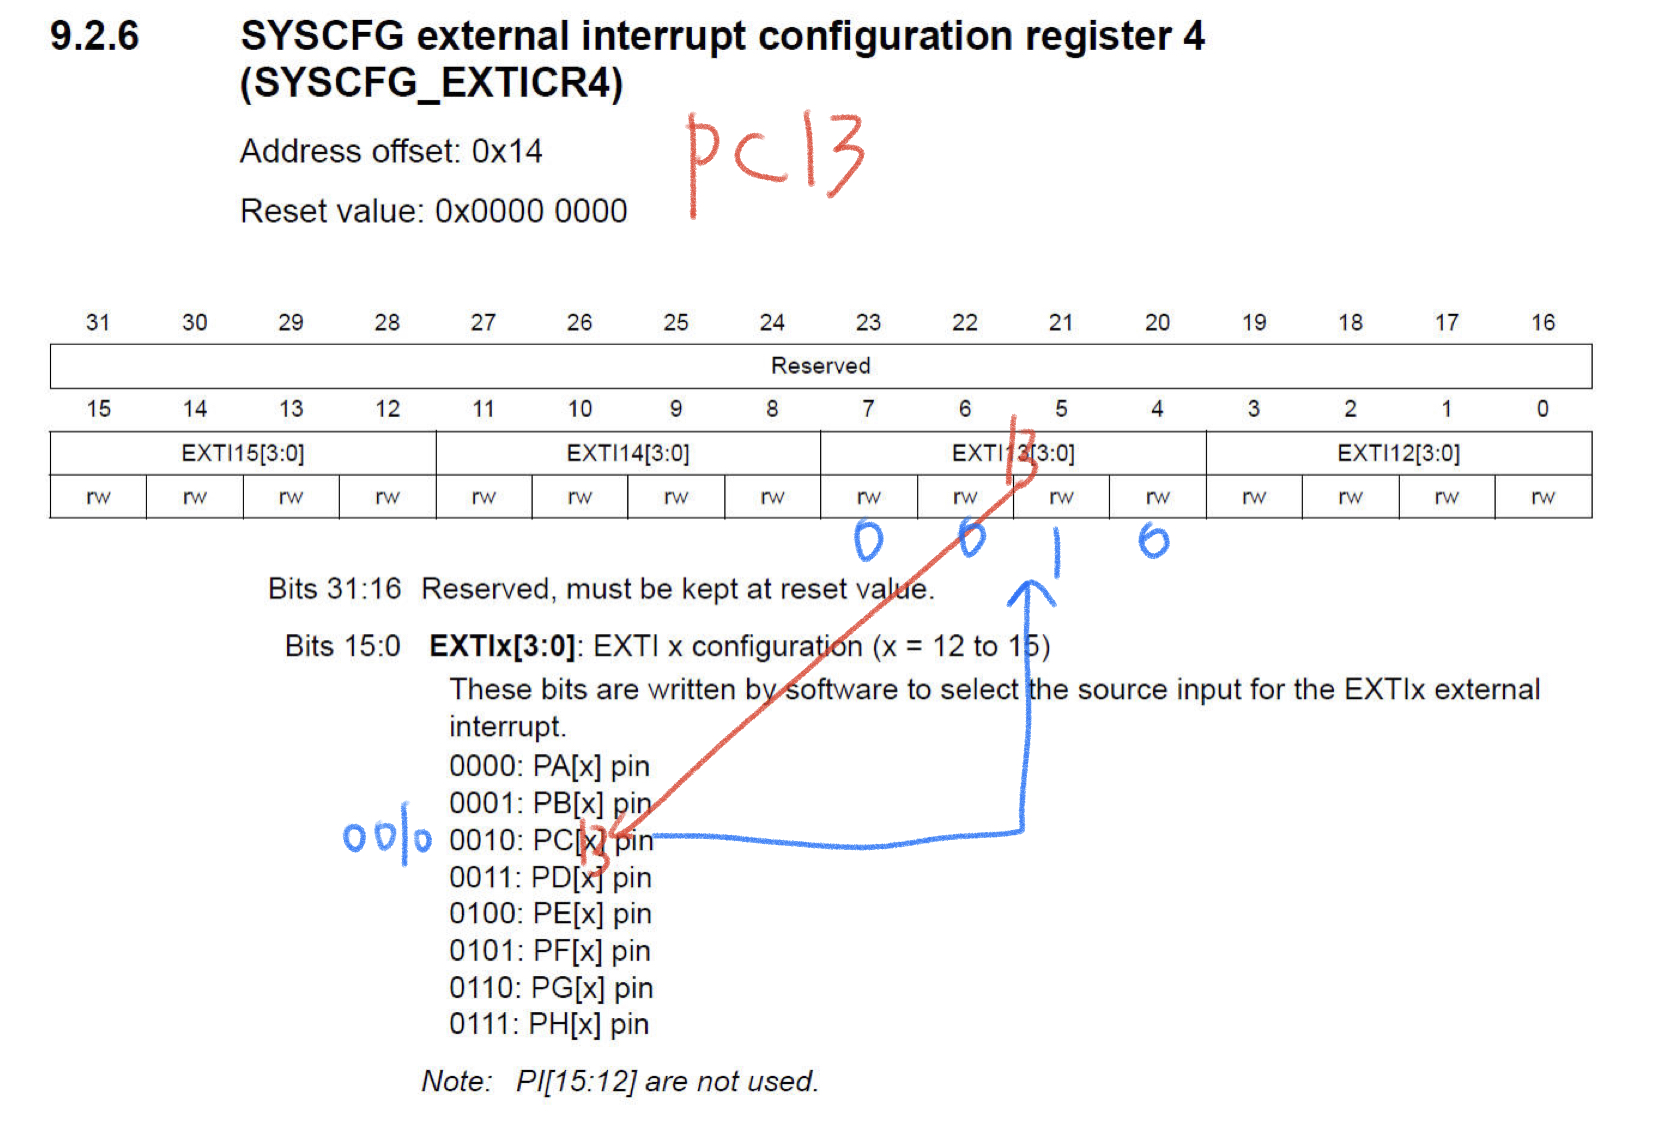 9.2.6 SYSCFG external interrupt configuration register 4
(SYSCFG_EXTICR4)
Address offset: 0x14
pc13
Reset value: 0x0000 0000
31 30 29 28 27 26 25 24 23 22 21 20 19 18 17 16
Reserved
15 14 13 12 11 10 9 8 7 6 5 4 3 2 1 0
EXTI15[3:0] EXTI14[3:0] EXTI13[3:0] EXTI12[3:0]
13
rw rw rw rw rw rw rw rw rw rw rw rw rw rw rw rw
0 0 1 0
Bits 31:16 Reserved, must be kept at reset value.
Bits 15:0 EXTIx[3:0]: EXTI x configuration (x = 12 to 15)
These bits are written by software to select the source input for the EXTIx external
interrupt.
0000: PA[x] pin
0001: PB[x] pin
0010 0010: PC[x] pin
13
0011: PD[x] pin
0100: PE[x] pin
0101: PF[x] pin
0110: PG[x] pin
0111: PH[x] pin
Note: PI[15:12] are not used.